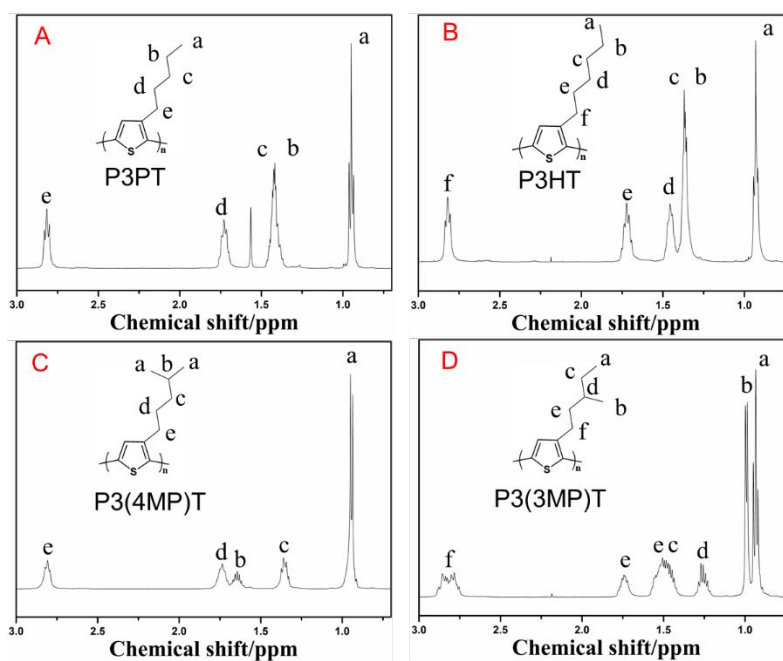 A
a
b
c
d
e
S
n
P3PT
e
d
c b
a
3.0 2.5 2.0 1.5 1.0
Chemical shift/ppm
B
a
b
c
d
e
f
S
n
P3HT
f
e
d
c b
a
3.0 2.5 2.0 1.5 1.0
Chemical shift/ppm
C
a b a
c
d
e
S
n
P3(4MP)T
e
d
b
c
a
3.0 2.5 2.0 1.5 1.0
Chemical shift/ppm
D
a
c
d
e b
f
S
n
P3(3MP)T
f
e
e c
d
b
a
3.0 2.5 2.0 1.5 1.0
Chemical shift/ppm